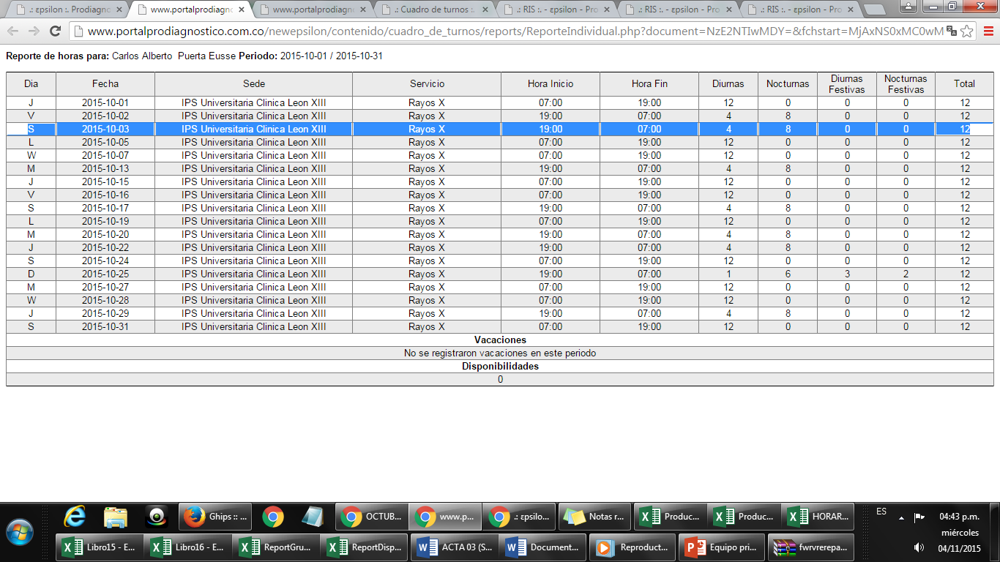 .: εpsilon :. Prodiagno
www.portalprodiagno
www.portalprodiagno
.: Cuadro de turnos :.
.: RIS :. - εpsilon - Pro
.: RIS :. - εpsilon - Pro
.: RIS :. - εpsilon - Pro
www.portalprodiagnostico.com.co/newepsilon/contenido/cuadro_de_turnos/reports/ReporteIndividual.php?document=NzE2NTIwMDY=&fchstart=MjAxNS0xMC0wM
Reporte de horas para: Carlos Alberto Puerta Eusse Periodo: 2015-10-01 / 2015-10-31
Dia Fecha Sede Servicio Hora Inicio Hora Fin Diurnas Nocturnas Diurnas Festivas Nocturnas Festivas Total
J 2015-10-01 IPS Universitaria Clinica Leon XIII Rayos X 07:00 19:00 12 0 0 0 12
V 2015-10-02 IPS Universitaria Clinica Leon XIII Rayos X 19:00 07:00 4 8 0 0 12
S 2015-10-03 IPS Universitaria Clinica Leon XIII Rayos X 19:00 07:00 4 8 0 0 12
L 2015-10-05 IPS Universitaria Clinica Leon XIII Rayos X 07:00 19:00 12 0 0 0 12
W 2015-10-07 IPS Universitaria Clinica Leon XIII Rayos X 07:00 19:00 12 0 0 0 12
M 2015-10-13 IPS Universitaria Clinica Leon XIII Rayos X 19:00 07:00 4 8 0 0 12
J 2015-10-15 IPS Universitaria Clinica Leon XIII Rayos X 07:00 19:00 12 0 0 0 12
V 2015-10-16 IPS Universitaria Clinica Leon XIII Rayos X 07:00 19:00 12 0 0 0 12
S 2015-10-17 IPS Universitaria Clinica Leon XIII Rayos X 19:00 07:00 4 8 0 0 12
L 2015-10-19 IPS Universitaria Clinica Leon XIII Rayos X 07:00 19:00 12 0 0 0 12
M 2015-10-20 IPS Universitaria Clinica Leon XIII Rayos X 19:00 07:00 4 8 0 0 12
J 2015-10-22 IPS Universitaria Clinica Leon XIII Rayos X 19:00 07:00 4 8 0 0 12
S 2015-10-24 IPS Universitaria Clinica Leon XIII Rayos X 07:00 19:00 12 0 0 0 12
D 2015-10-25 IPS Universitaria Clinica Leon XIII Rayos X 19:00 07:00 1 6 3 2 12
M 2015-10-27 IPS Universitaria Clinica Leon XIII Rayos X 07:00 19:00 12 0 0 0 12
W 2015-10-28 IPS Universitaria Clinica Leon XIII Rayos X 07:00 19:00 12 0 0 0 12
J 2015-10-29 IPS Universitaria Clinica Leon XIII Rayos X 19:00 07:00 4 8 0 0 12
S 2015-10-31 IPS Universitaria Clinica Leon XIII Rayos X 07:00 19:00 12 0 0 0 12
Vacaciones
No se registraron vacaciones en este periodo
Disponibilidades
0
Ghips :: ...
OCTUB...
www.p...
.: εpsilo...
Notas r...
Produc...
Produc...
HORAR...
ES
04:43 p.m.
miércoles
04/11/2015
Libro15 - E...
Libro16 - E...
ReportGru...
ReportDisp...
ACTA 03 (S...
Document...
Reproduct...
Equipo pri...
fwrvrerepa...